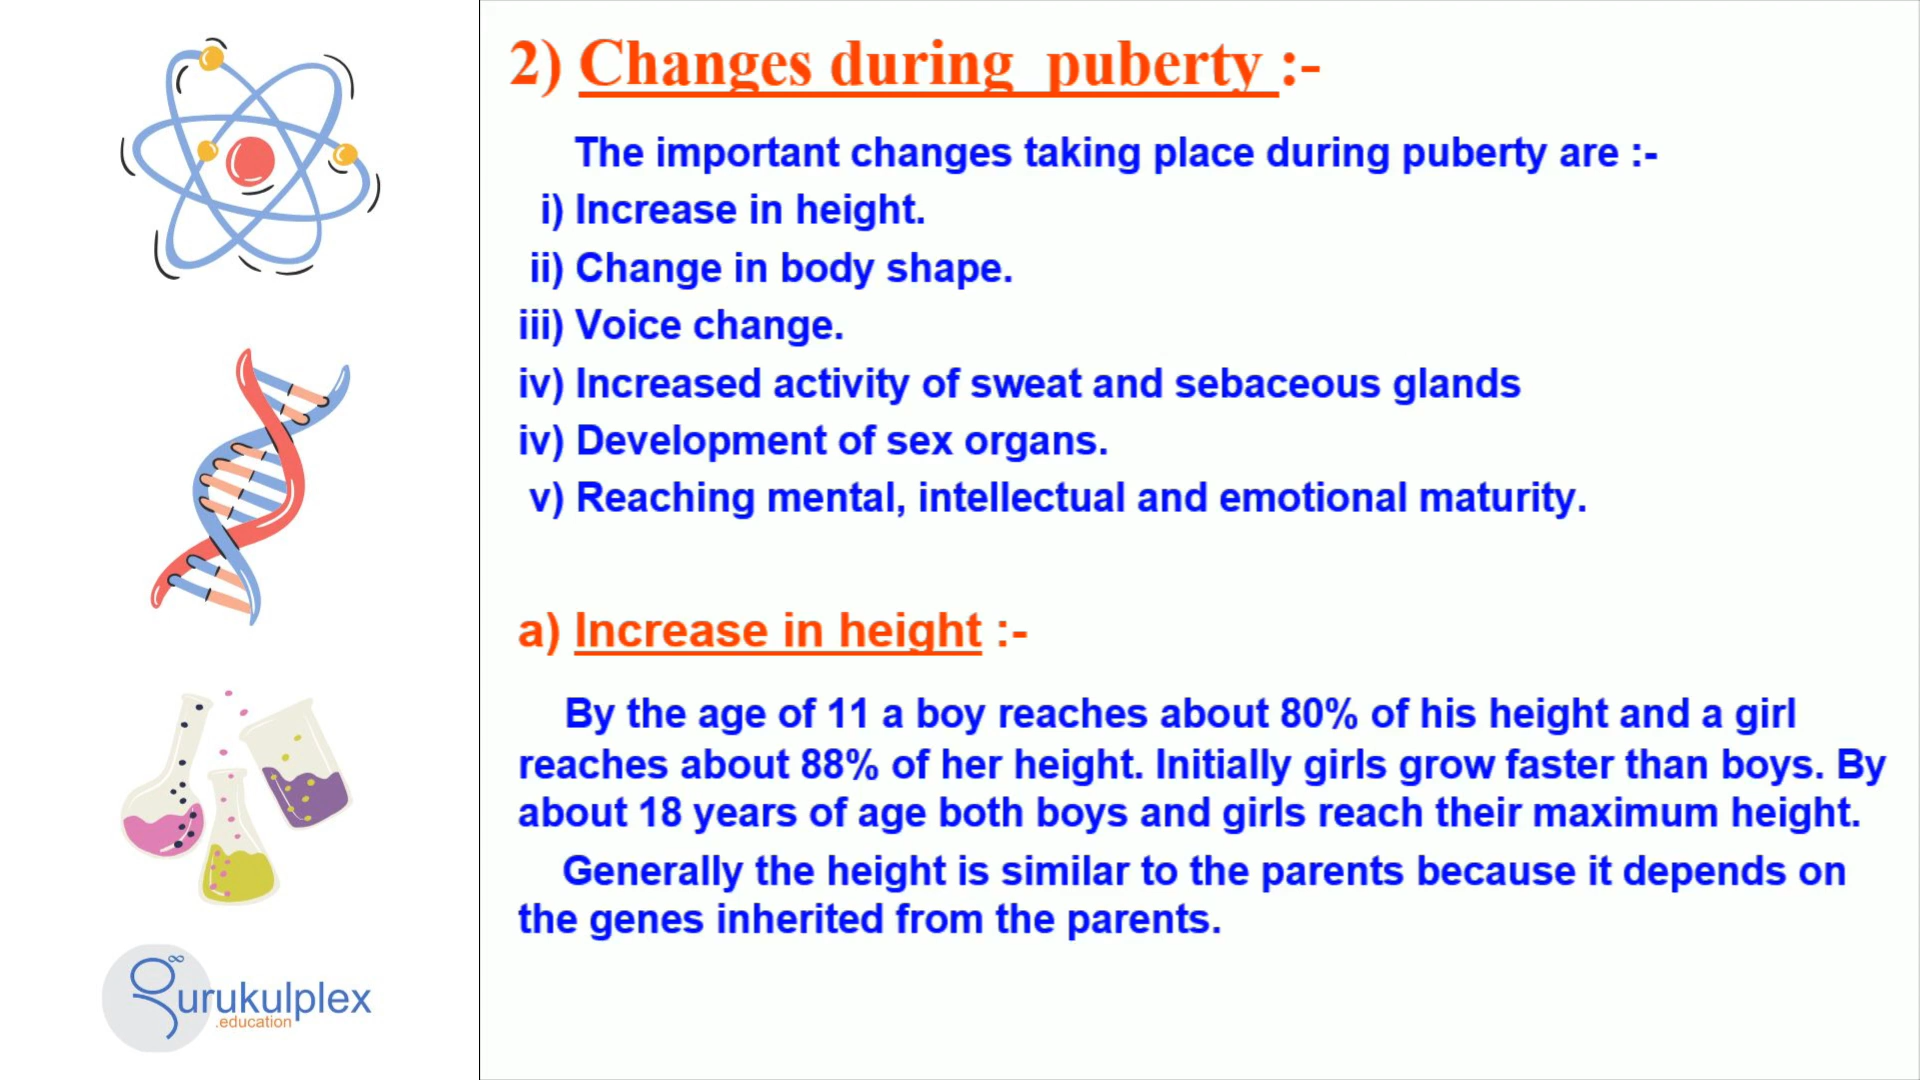 2) Changes during puberty :-
The important changes taking place during puberty are :-
i) Increase in height.
ii) Change in body shape.
iii) Voice change.
iv) Increased activity of sweat and sebaceous glands
iv) Development of sex organs.
v) Reaching mental, intellectual and emotional maturity.
a) Increase in height :-
By the age of 11 a boy reaches about 80% of his height and a girl
reaches about 88% of her height. Initially girls grow faster than boys. By
about 18 years of age both boys and girls reach their maximum height.
Generally the height is similar to the parents because it depends on
the genes inherited from the parents.
gurukulplex
.education